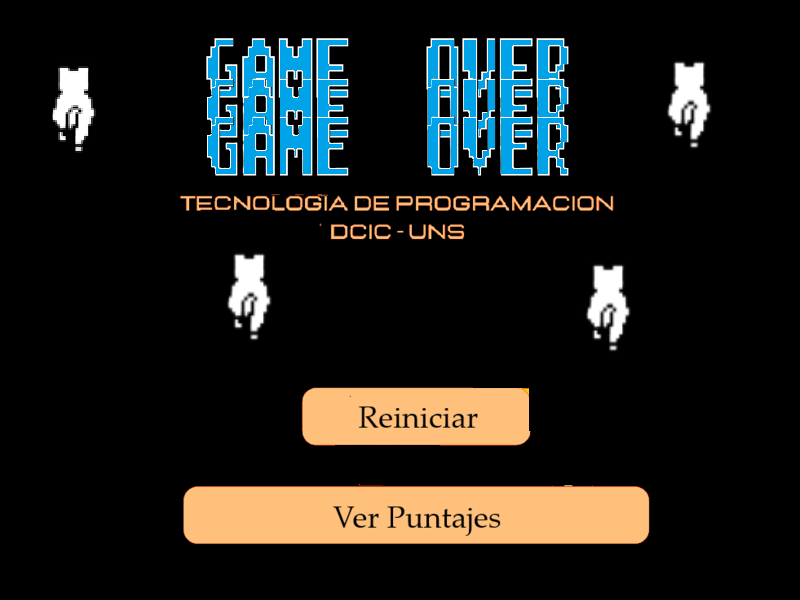 GAME OVER
GAME OVER
GAME OVER
TECNOLOGIA DE PROGRAMACION
DCIC - UNS
Reiniciar
Ver Puntajes